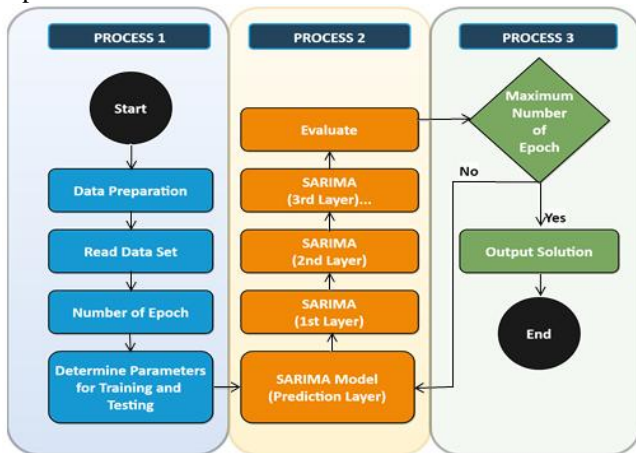 PROCESS 1
Start
Data Preparation
Read Data Set
Number of Epoch
Determine Parameters
for Training and
Testing
PROCESS 2
Evaluate
SARIMA
(3rd Layer)...
SARIMA
(2nd Layer)
SARIMA
(1st Layer)
SARIMA Model
(Prediction Layer)
PROCESS 3
Maximum
Number
of
Epoch
No
Yes
Output Solution
End